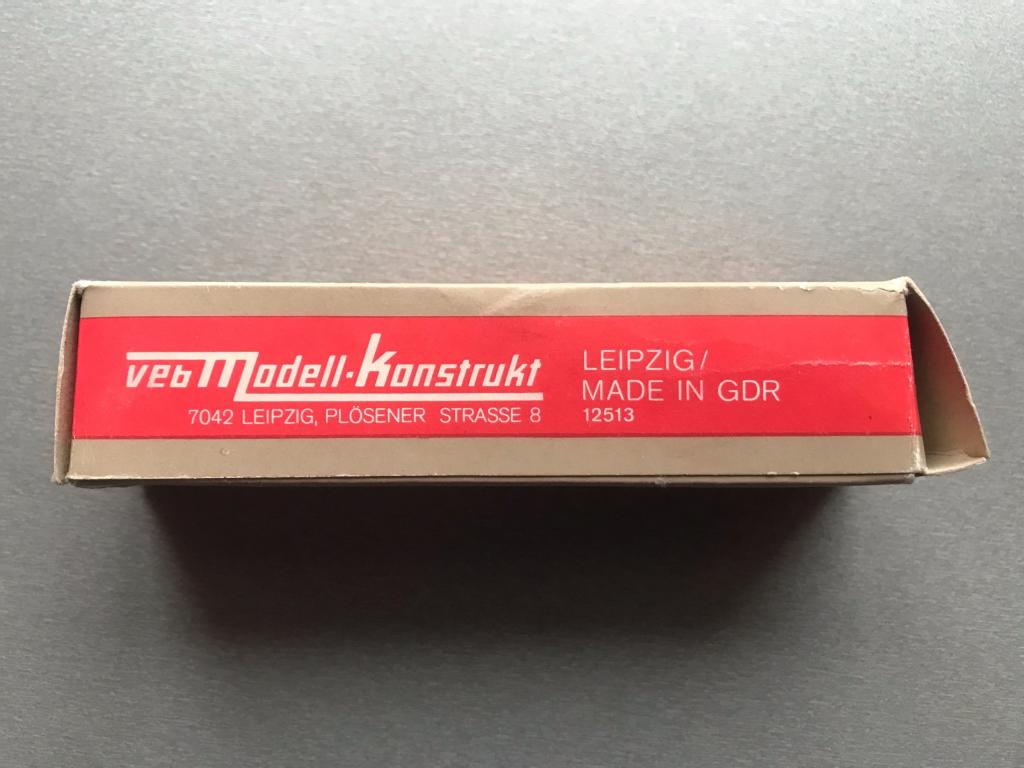 VEB Modell-Konstrukt
7042 LEIPZIG, PLÖSENER STRASSE 8
LEIPZIG/
MADE IN GDR
12513